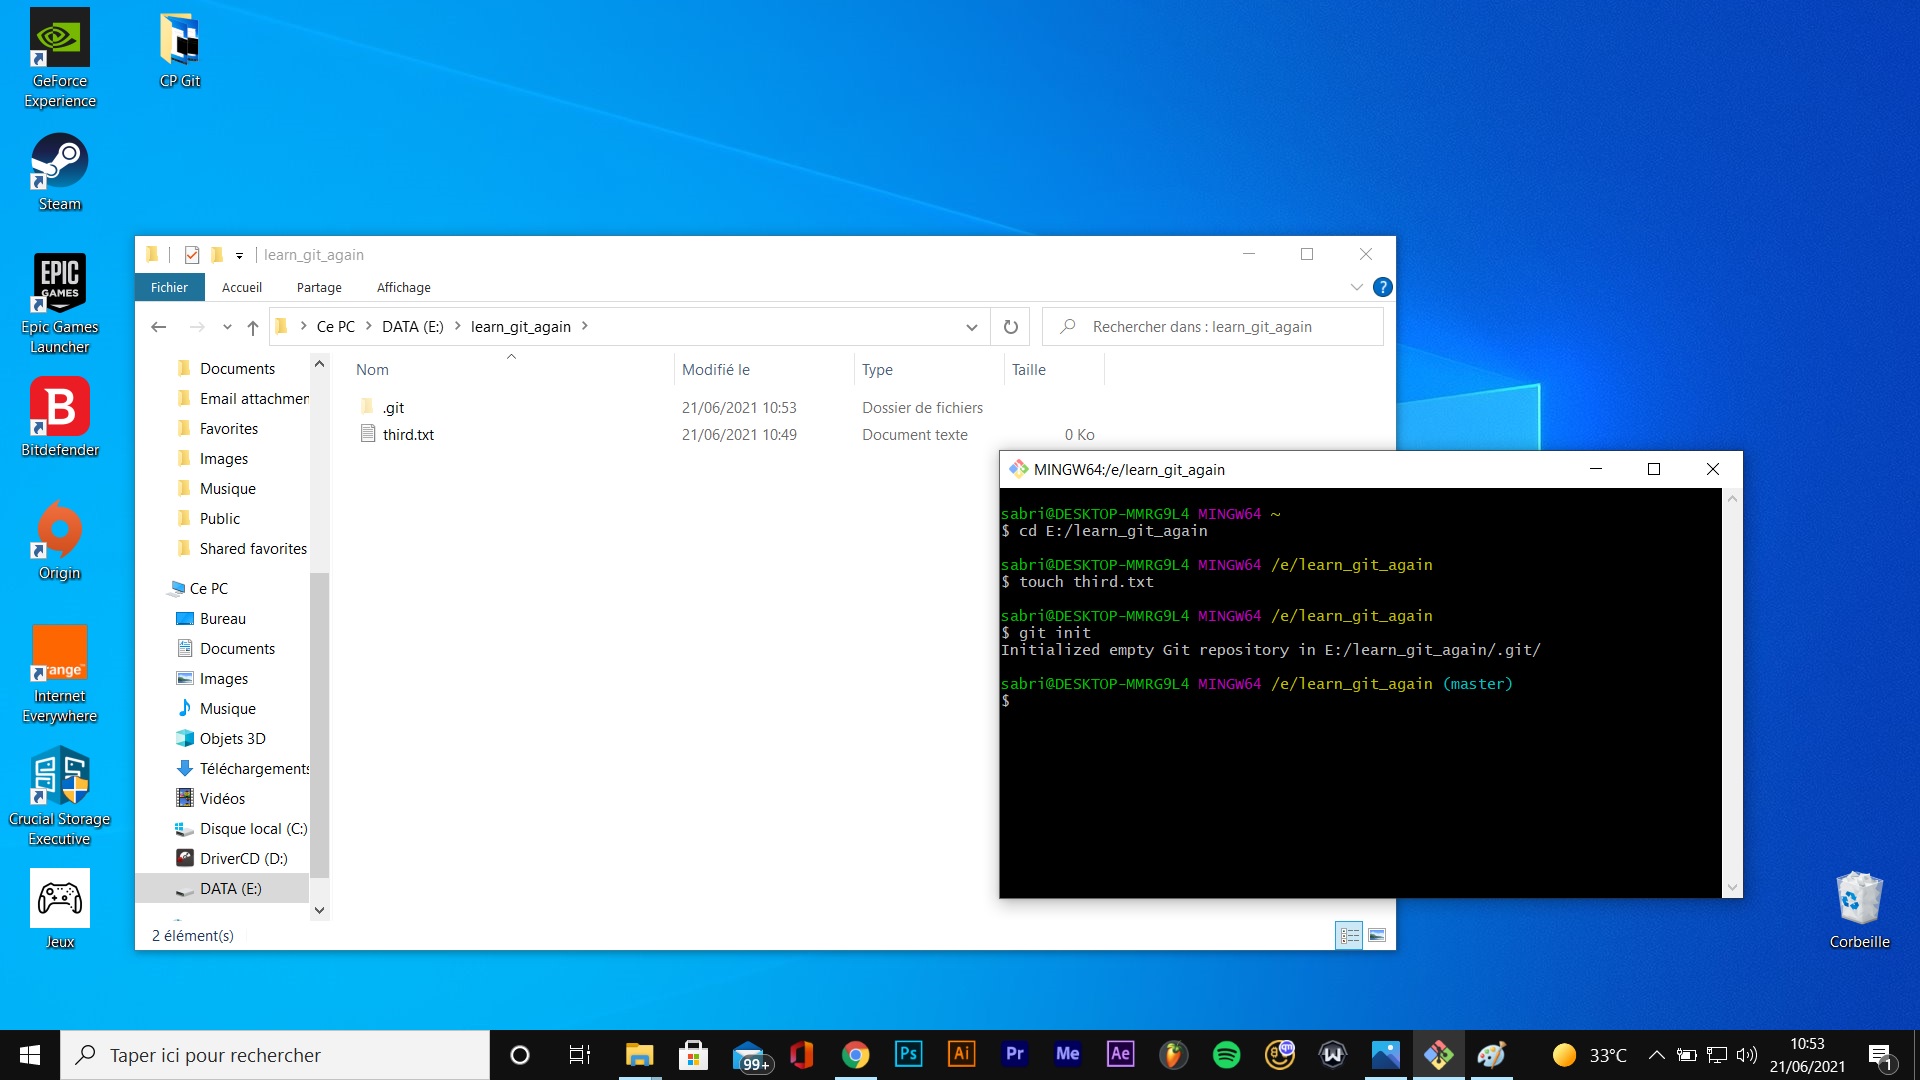 GeForce
Experience
CP Git
Steam
EPIC
GAMES
Epic Games
Launcher
B
Bitdefender
Origin
range™
Internet
Everywhere
Crucial Storage
Executive
Jeux
Corbeille
learn_git_again
Fichier
Accueil
Partage
Affichage
?
Ce PC
DATA (E:)
learn_git_again
Rechercher dans : learn_git_again
Documents
Email attachmen
Favorites
Images
Musique
Public
Shared favorites
Ce PC
Bureau
Documents
Images
Musique
Objets 3D
Téléchargements
Vidéos
Disque local (C:)
DriverCD (D:)
DATA (E:)
Nom
Modifié le
Type
Taille
.git
21/06/2021 10:53
Dossier de fichiers
third.txt
21/06/2021 10:49
Document texte
0 Ko
2 élément(s)
MINGW64:/e/learn_git_again
sabri@DESKTOP-MMRG9L4 MINGW64 ~
$ cd E:/learn_git_again
sabri@DESKTOP-MMRG9L4 MINGW64 /e/learn_git_again
$ touch third.txt
sabri@DESKTOP-MMRG9L4 MINGW64 /e/learn_git_again
$ git init
Initialized empty Git repository in E:/learn_git_again/.git/
sabri@DESKTOP-MMRG9L4 MINGW64 /e/learn_git_again (master)
$
Taper ici pour rechercher
99+
Ps
Ai
Pr
Me
Ae
33°C
10:53
21/06/2021
1